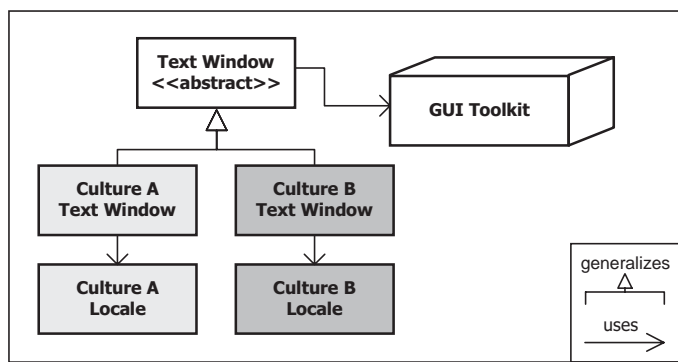 Text Window
<<abstract>>
GUI Toolkit
Culture A
Text Window
Culture B
Text Window
Culture A
Locale
Culture B
Locale
generalizes
uses